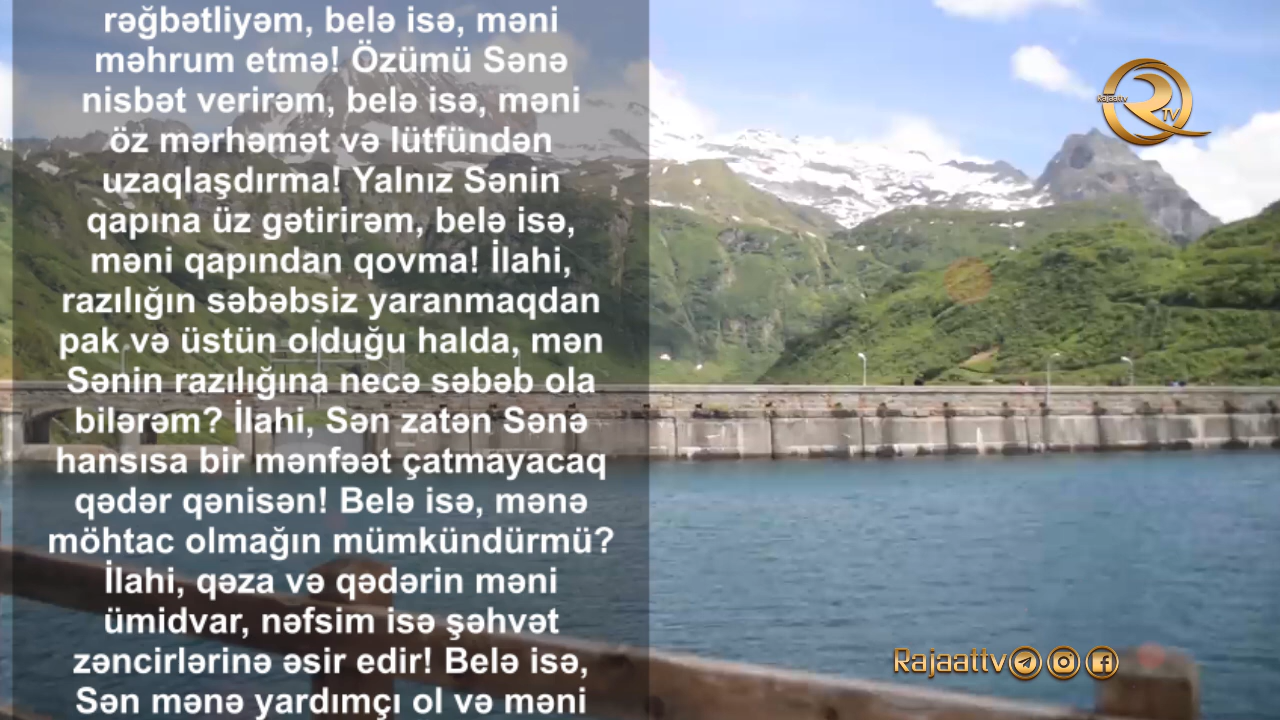 rəğbətliyəm, belə isə, məni
məhrum etmə! Özümü Sənə
nisbət verirəm, belə isə, məni
öz mərhəmət və lütfündən
uzaqlaşdırma! Yalnız Sənin
qapına üz gətirirəm, belə isə,
məni qapından qovma! İlahi,
razılığın səbəbsiz yaranmaqdan
pak və üstün olduğu halda, mən
Sənin razılığına necə səbəb ola
bilərəm? İlahi, Sən zatən Sənə
hansısa bir mənfəət çatmayacaq
qədər qənisən! Belə isə, mənə
möhtac olmağın mümkündürmü?
İlahi, qəza və qədərin məni
ümidvar, nəfsim isə şəhvət
zəncirlərinə əsir edir! Belə isə,
Sən mənə yardımçı ol və məni
Rajaattv
TV
Rajaattv